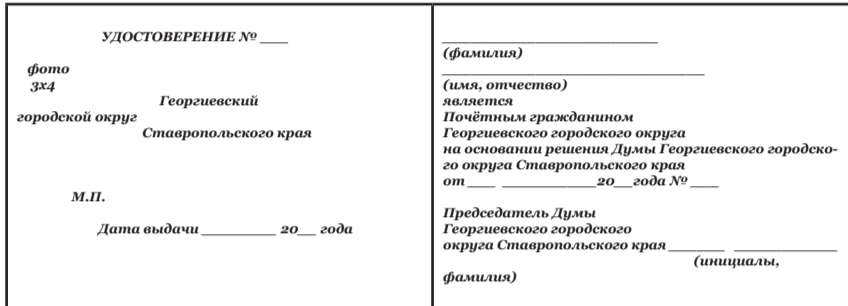 УДОСТОВЕРЕНИЕ № ___
фото
3х4
Георгиевский
городской округ
Ставропольского края
М.П.
Дата выдачи ________ 20__ года
_______________________
(фамилия)
____________________________
(имя, отчество)
является
Почётным гражданином
Георгиевского городского округа
на основании решения Думы Георгиевского городско-
го округа Ставропольского края
от ___ __________20__года № ___
Председатель Думы
Георгиевского городского
округа Ставропольского края ______ ___________
(инициалы,
фамилия)